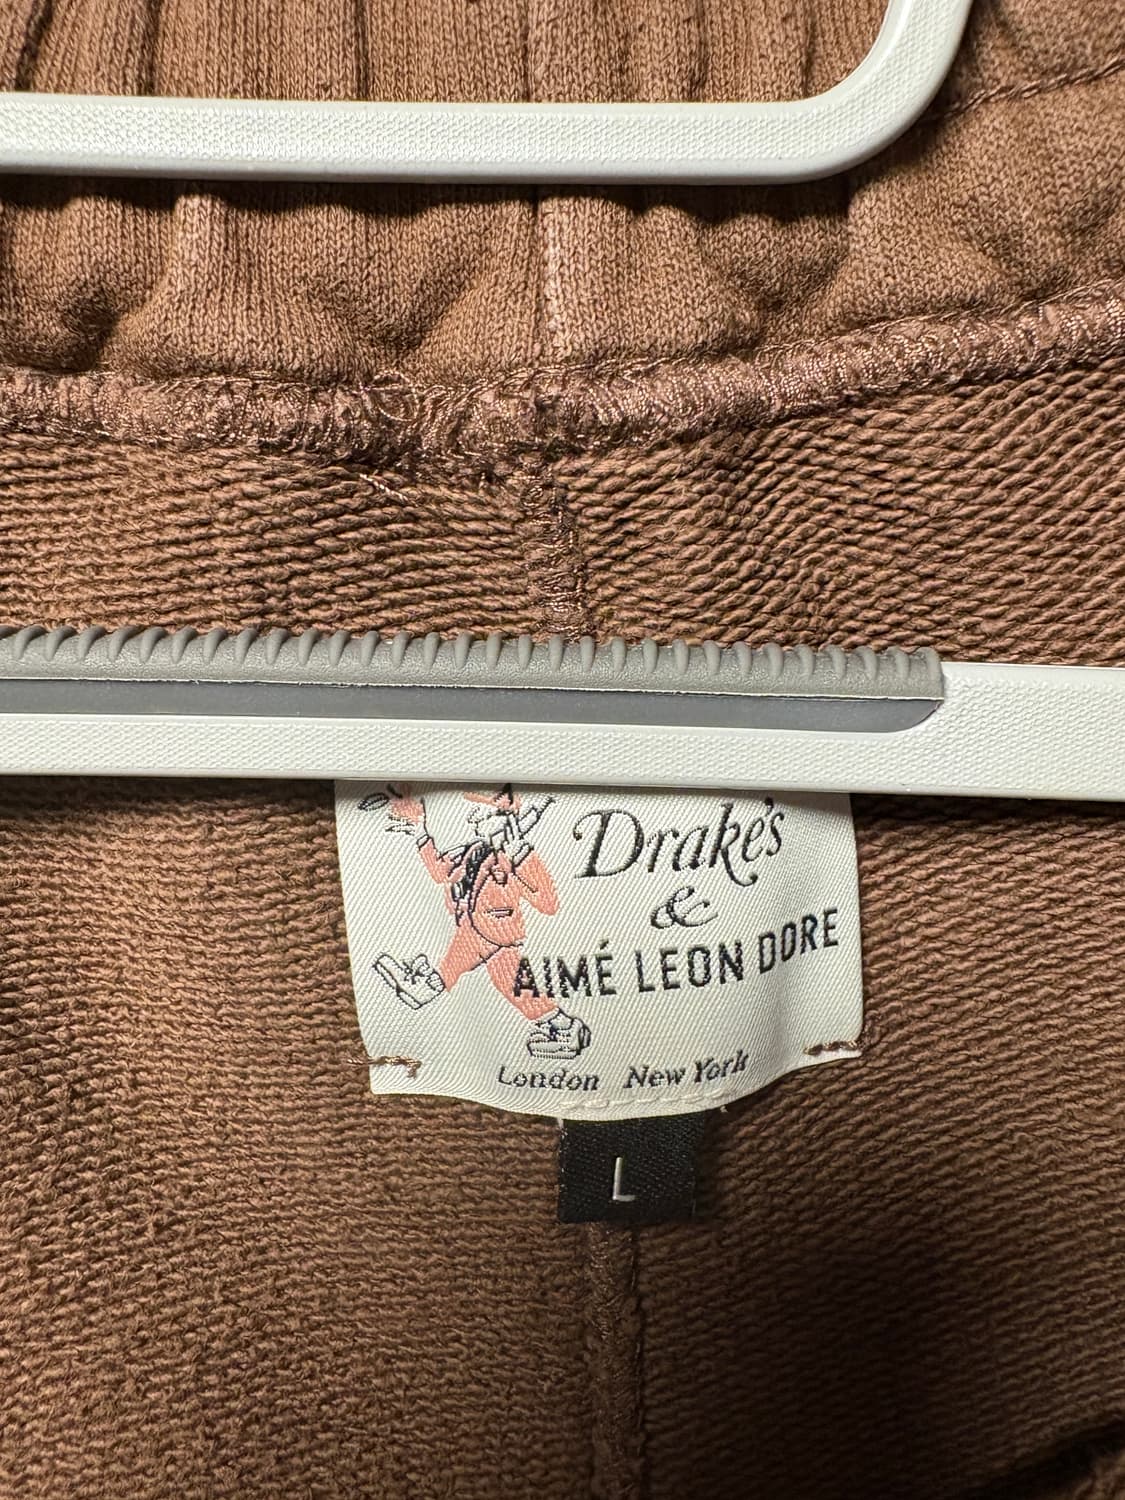 Drake's
&
AIMÉ LEON DORE
London New York
L